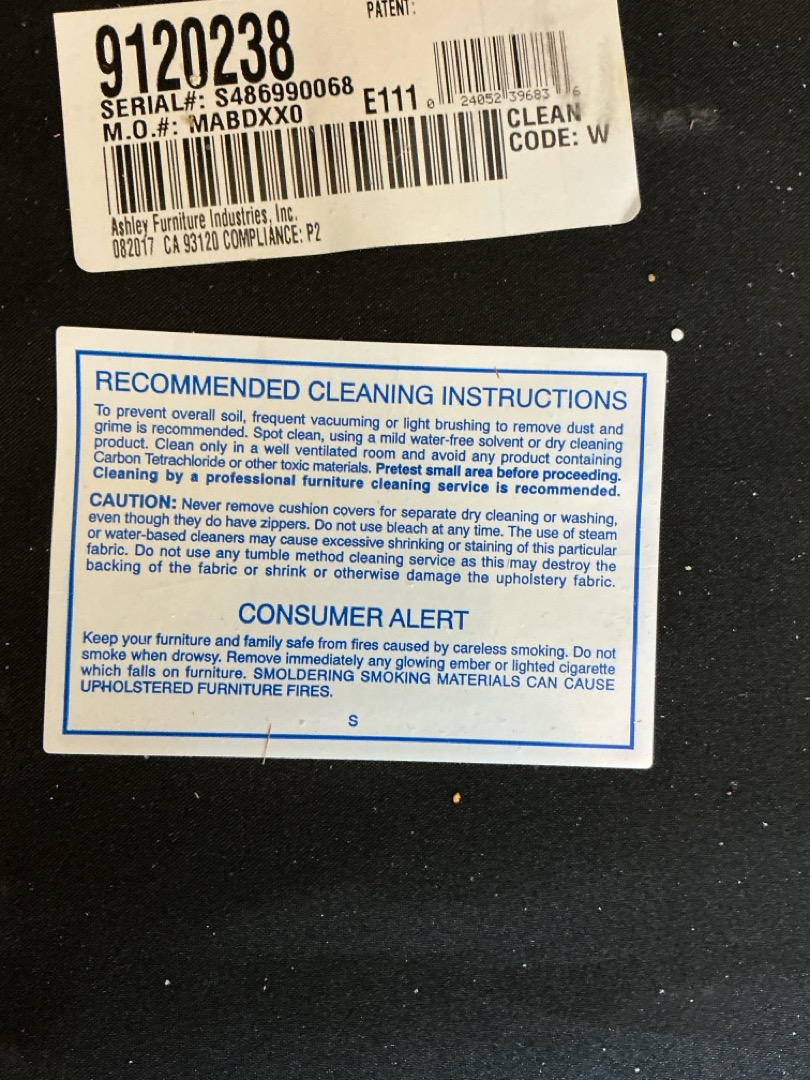 PATENT:
9120238
SERIAL#: S486990068
M.O.#: MABDXX0
E111
0 24052 39683 6
CLEAN
CODE: W
Ashley Furniture Industries, Inc.
082017 CA 93120 COMPLIANCE: P2
RECOMMENDED CLEANING INSTRUCTIONS
To prevent overall soil, frequent vacuuming or light brushing to remove dust and
grime is recommended. Spot clean, using a mild water-free solvent or dry cleaning
product. Clean only in a well ventilated room and avoid any product containing
Carbon Tetrachloride or other toxic materials. Pretest small area before proceeding.
Cleaning by a professional furniture cleaning service is recommended.
CAUTION: Never remove cushion covers for separate dry cleaning or washing,
even though they do have zippers. Do not use bleach at any time. The use of steam
or water-based cleaners may cause excessive shrinking or staining of this particular
fabric. Do not use any tumble method cleaning service as this may destroy the
backing of the fabric or shrink or otherwise damage the upholstery fabric.
CONSUMER ALERT
Keep your furniture and family safe from fires caused by careless smoking. Do not
smoke when drowsy. Remove immediately any glowing ember or lighted cigarette
which falls on furniture. SMOLDERING SMOKING MATERIALS CAN CAUSE
UPHOLSTERED FURNITURE FIRES.
S